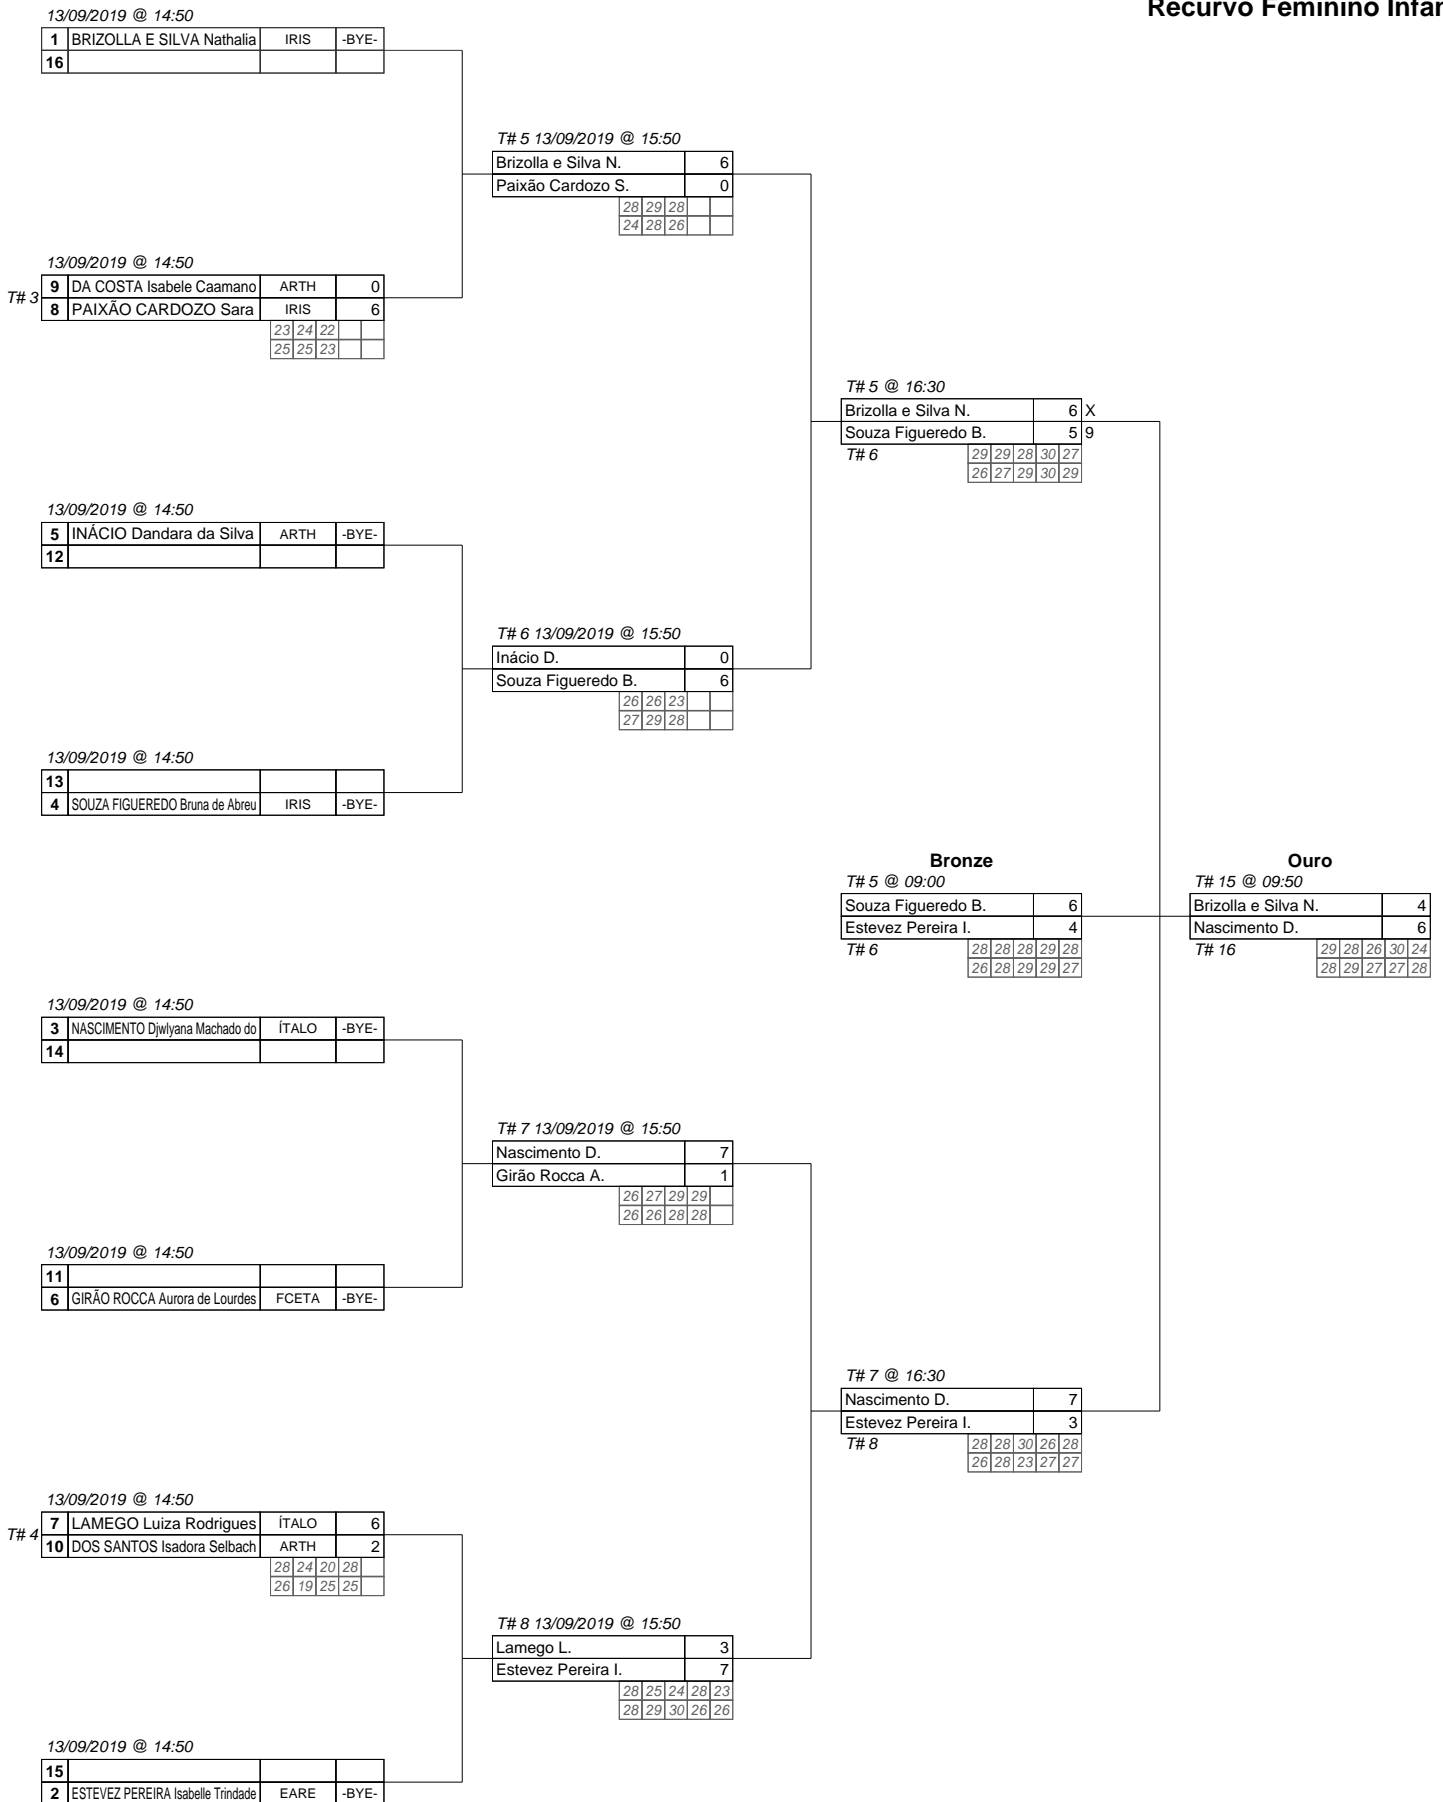 Recurvo Feminino Infan
13/09/2019 @ 14:50
1 BRIZOLLA E SILVA Nathalia IRIS -BYE-
16
T# 5 13/09/2019 @ 15:50
Brizolla e Silva N. 6
Paixão Cardozo S. 0
28 29 28
24 28 26
13/09/2019 @ 14:50
T# 3
9 DA COSTA Isabele Caamano ARTH 0
8 PAIXÃO CARDOZO Sara IRIS 6
23 24 22
25 25 23
T# 5 @ 16:30
Brizolla e Silva N. 6 X
Souza Figueredo B. 5 9
T# 6 29 29 28 30 27
26 27 29 30 29
13/09/2019 @ 14:50
5 INÁCIO Dandara da Silva ARTH -BYE-
12
T# 6 13/09/2019 @ 15:50
Inácio D. 0
Souza Figueredo B. 6
26 26 23
27 29 28
13/09/2019 @ 14:50
13
4 SOUZA FIGUEREDO Bruna de Abreu IRIS -BYE-
Bronze
T# 5 @ 09:00
Souza Figueredo B. 6
Estevez Pereira I. 4
T# 6 28 28 28 29 28
26 28 29 29 27
Ouro
T# 15 @ 09:50
Brizolla e Silva N. 4
Nascimento D. 6
T# 16 29 28 26 30 24
28 29 27 27 28
13/09/2019 @ 14:50
3 NASCIMENTO Djwlyana Machado do ÍTALO -BYE-
14
T# 7 13/09/2019 @ 15:50
Nascimento D. 7
Girão Rocca A. 1
26 27 29 29
26 26 28 28
13/09/2019 @ 14:50
11
6 GIRÃO ROCCA Aurora de Lourdes FCETA -BYE-
T# 7 @ 16:30
Nascimento D. 7
Estevez Pereira I. 3
T# 8 28 28 30 26 28
26 28 23 27 27
13/09/2019 @ 14:50
T# 4
7 LAMEGO Luiza Rodrigues ÍTALO 6
10 DOS SANTOS Isadora Selbach ARTH 2
28 24 20 28
26 19 25 25
T# 8 13/09/2019 @ 15:50
Lamego L. 3
Estevez Pereira I. 7
28 25 24 28 23
28 29 30 26 26
13/09/2019 @ 14:50
15
2 ESTEVEZ PEREIRA Isabelle Trindade EARE -BYE-